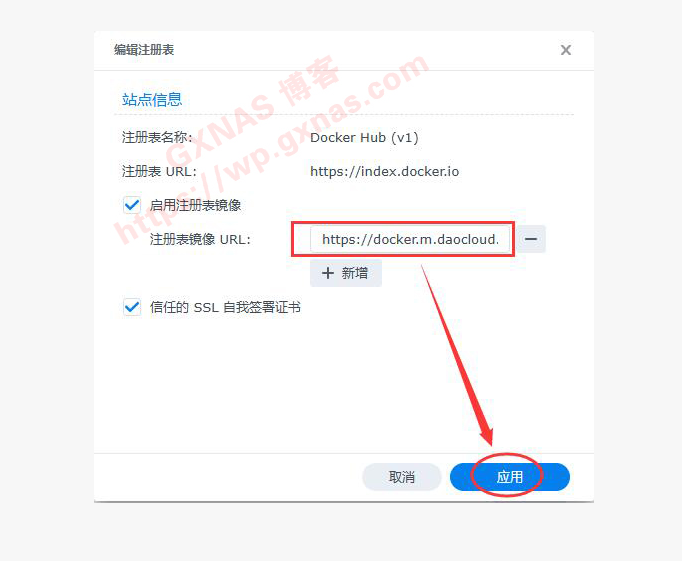 编辑注册表
站点信息
注册表名称: Docker Hub (v1)
注册表 URL: https://index.docker.io
启用注册表镜像
注册表镜像 URL: https://docker.m.daocloud.
新增
信任的 SSL 自我签署证书
取消 应用
GXNAS 博客
https://wp.gxnas.com